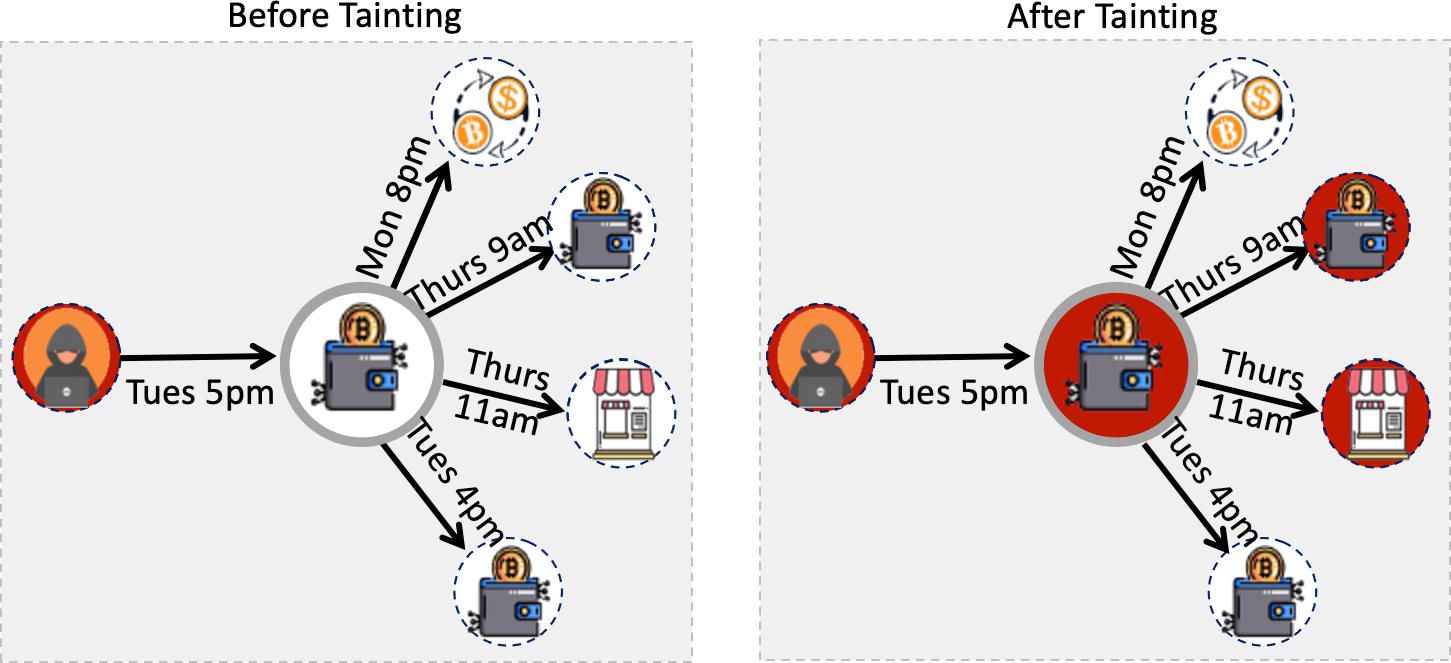 Before Tainting
Mon 8pm
Thurs 9am
Tues 5pm
Thurs
11am
Tues 4pm
After Tainting
Mon 8pm
Thurs 9am
Tues 5pm
Thurs
11am
Tues 4pm